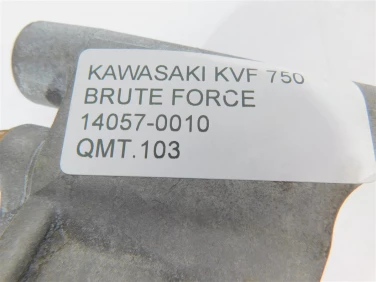 KAWASAKI KVF 750
BRUTE FORCE
14057-0010
QMT.103